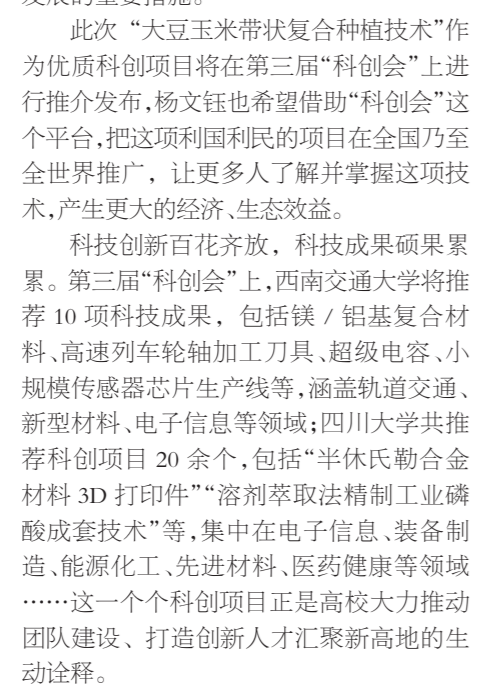 发展的重要措施。
此次“大豆玉米带状复合种植技术”作
为优质科创项目将在第三届“科创会”上进
行推介发布,杨文钰也希望借助“科创会”这
个平台,把这项利国利民的项目在全国乃至
全世界推广，让更多人了解并掌握这项技
术,产生更大的经济、生态效益。
科技创新百花齐放，科技成果硕果累
累。第三届“科创会”上,西南交通大学将推
荐 10 项科技成果，包括镁 / 铝基复合材
料、高速列车轮轴加工刀具、超级电容、小
规模传感器芯片生产线等,涵盖轨道交通、
新型材料、电子信息等领域;四川大学共推
荐科创项目 20 余个,包括“半休氏勒合金
材料 3D 打印件”“溶剂萃取法精制工业磷
酸成套技术”等,集中在电子信息、装备制
造、能源化工、先进材料、医药健康等领域
……这一个个科创项目正是高校大力推动
团队建设、打造创新人才汇聚新高地的生
动诠释。